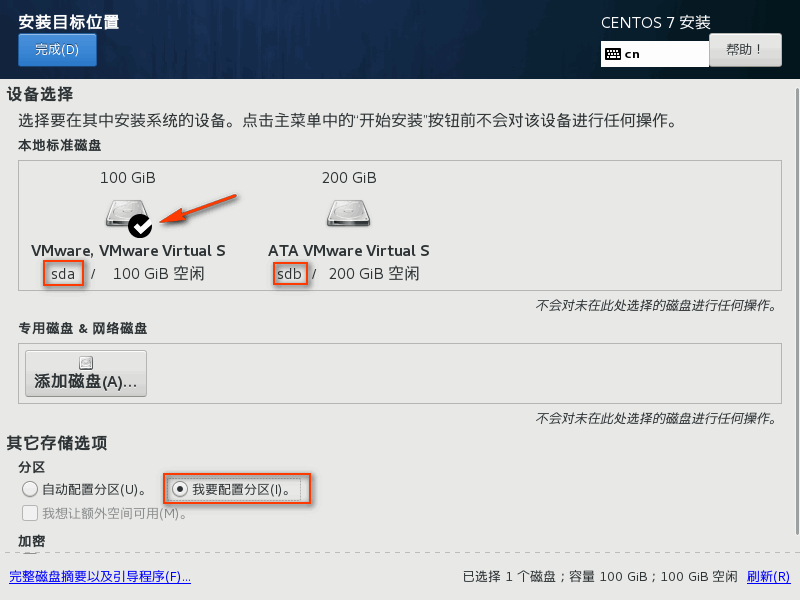 安装目标位置
CENTOS 7 安装
完成(D)
cn
帮助！
设备选择
选择要在其中安装系统的设备。点击主菜单中的“开始安装”按钮前不会对该设备进行任何操作。
本地标准磁盘
100 GiB
200 GiB
VMware, VMware Virtual S
ATA VMware Virtual S
sda / 100 GiB 空闲
sdb / 200 GiB 空闲
不会对未在此处选择的磁盘进行任何操作。
专用磁盘 & 网络磁盘
添加磁盘(A)...
不会对未在此处选择的磁盘进行任何操作。
其它存储选项
分区
自动配置分区(U)。
我要配置分区(I)。
我想让额外空间可用(M)。
加密
完整磁盘摘要以及引导程序(F)...
已选择 1 个磁盘；容量 100 GiB；100 GiB 空闲
刷新(R)